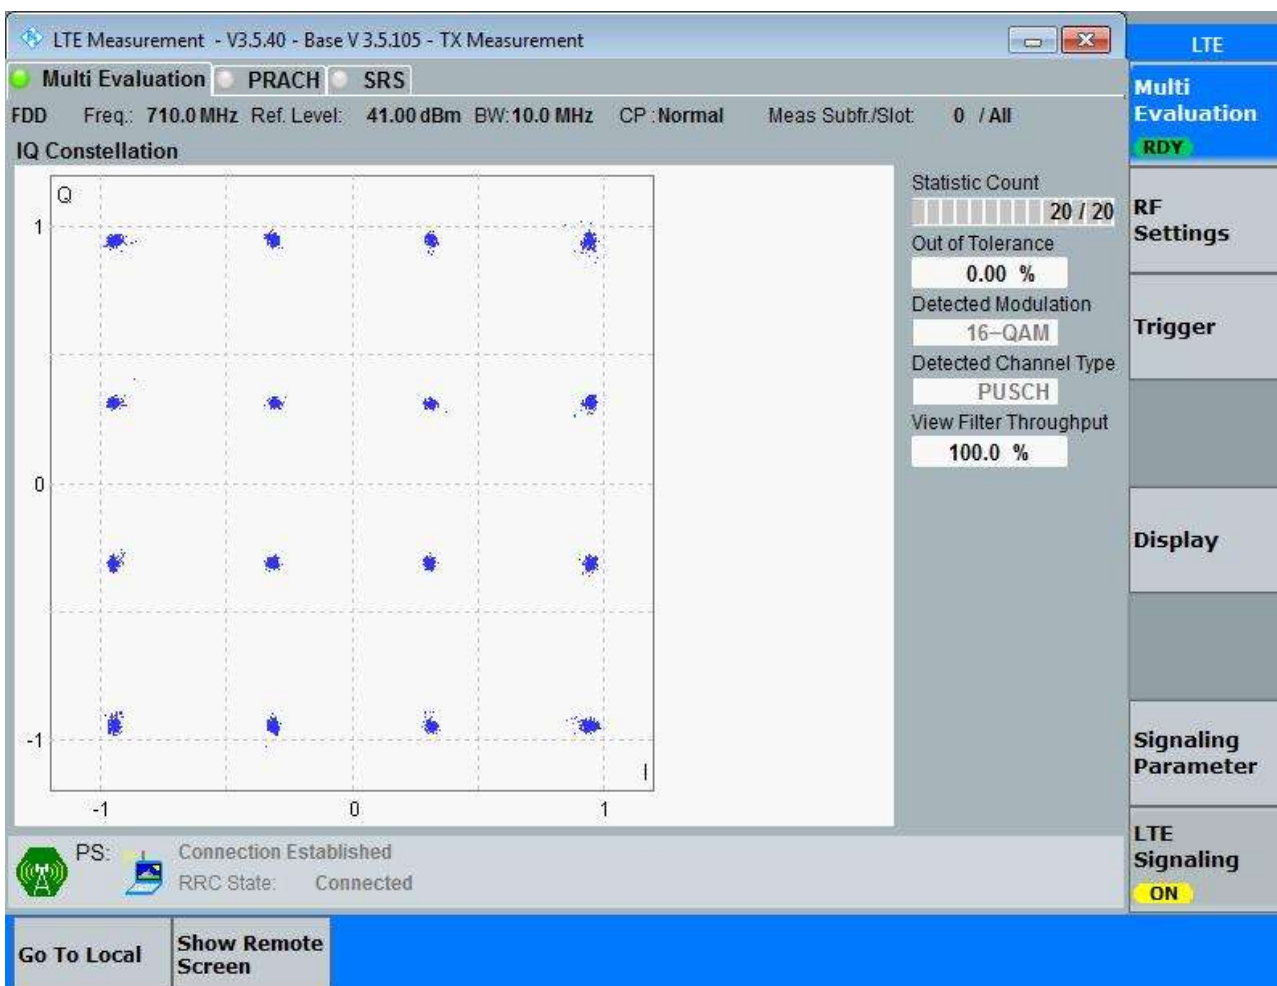 LTE Measurement - V3.5.40 - Base V 3.5.105 - TX Measurement
LTE
Multi Evaluation PRACH SRS
FDD Freq.: 710.0 MHz Ref. Level: 41.00 dBm BW: 10.0 MHz CP : Normal Meas Subfr./Slot: 0 / All
IQ Constellation
Q
1
0
-1
I
-1 0 1
Statistic Count
20 / 20
Out of Tolerance
0.00 %
Detected Modulation
16-QAM
Detected Channel Type
PUSCH
View Filter Throughput
100.0 %
Multi
Evaluation
RDY
RF
Settings
Trigger
Display
Signaling
Parameter
LTE
Signaling
ON
PS: Connection Established
RRC State: Connected
Go To Local
Show Remote
Screen